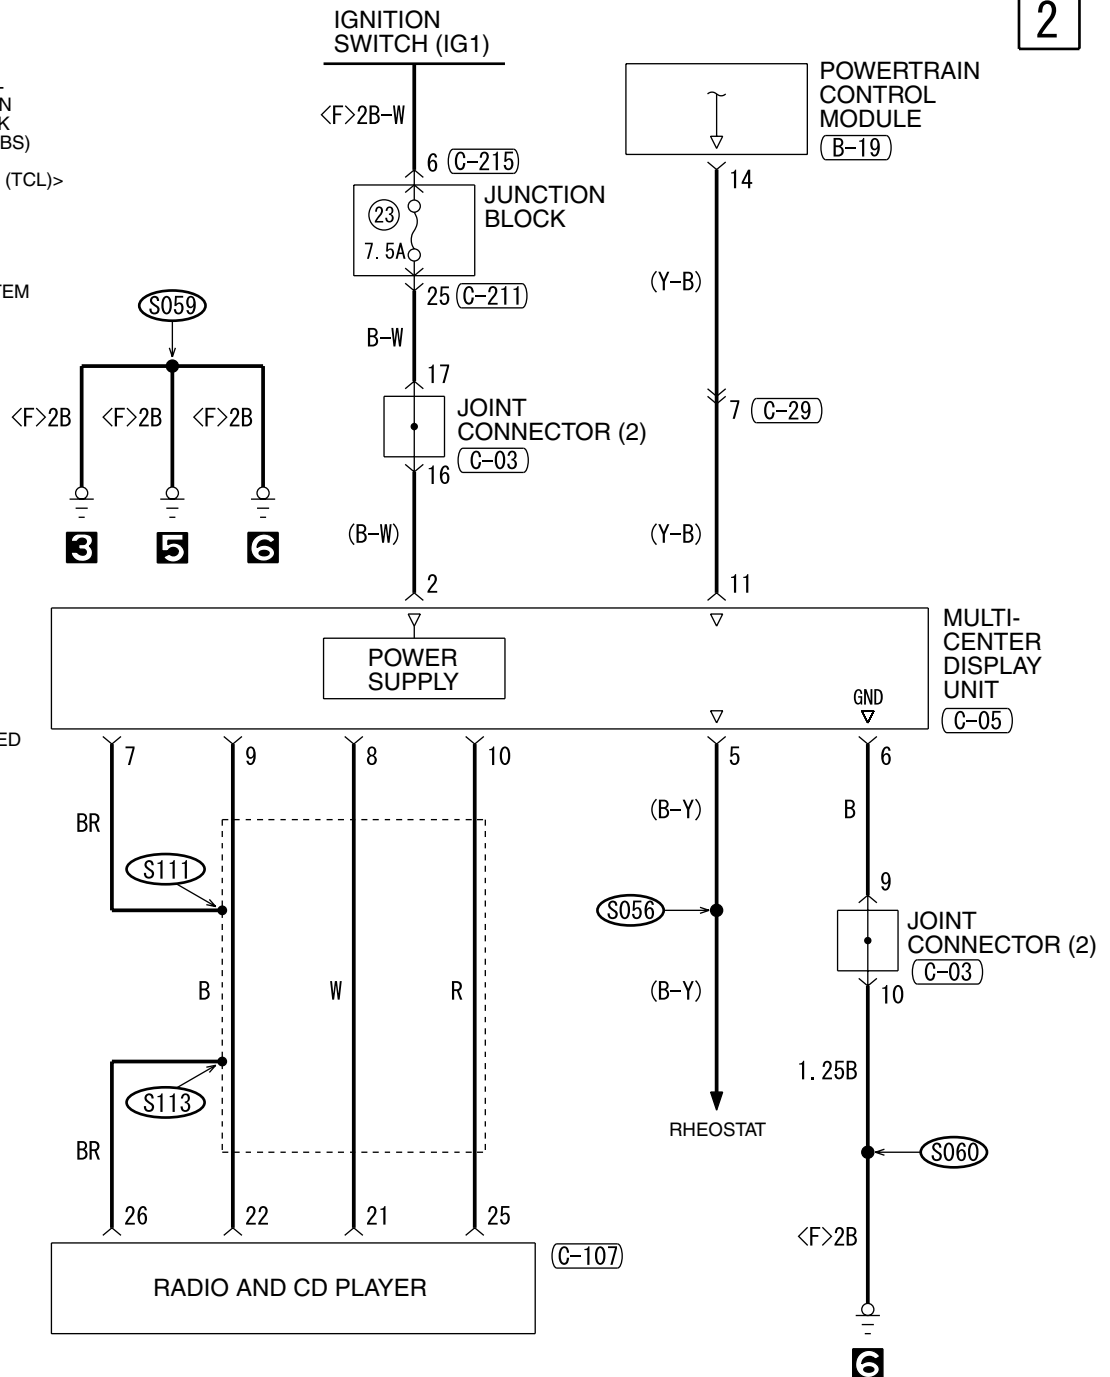 IGNITION
SWITCH (IG1)
2
N
K
BS)
(TCL)>
TEM
<F>2B-W
POWERTRAIN
CONTROL
MODULE
B-19
6 C-215
14
23
7.5A
JUNCTION
BLOCK
25 C-211
(Y-B)
S059
B-W
17
<F>2B <F>2B <F>2B
JOINT
CONNECTOR (2)
C-03
7 C-29
16
(B-W)
(Y-B)
3 5 6
2
11
POWER
SUPPLY
MULTI-
CENTER
DISPLAY
UNIT
C-05
GND
ED
7 9 8 10 5 6
BR
(B-Y)
B
S111
9
S056
JOINT
CONNECTOR (2)
C-03
B W R
(B-Y)
10
1.25B
S113
RHEOSTAT
BR
S060
26 22 21 25
<F>2B
C-107
RADIO AND CD PLAYER
6